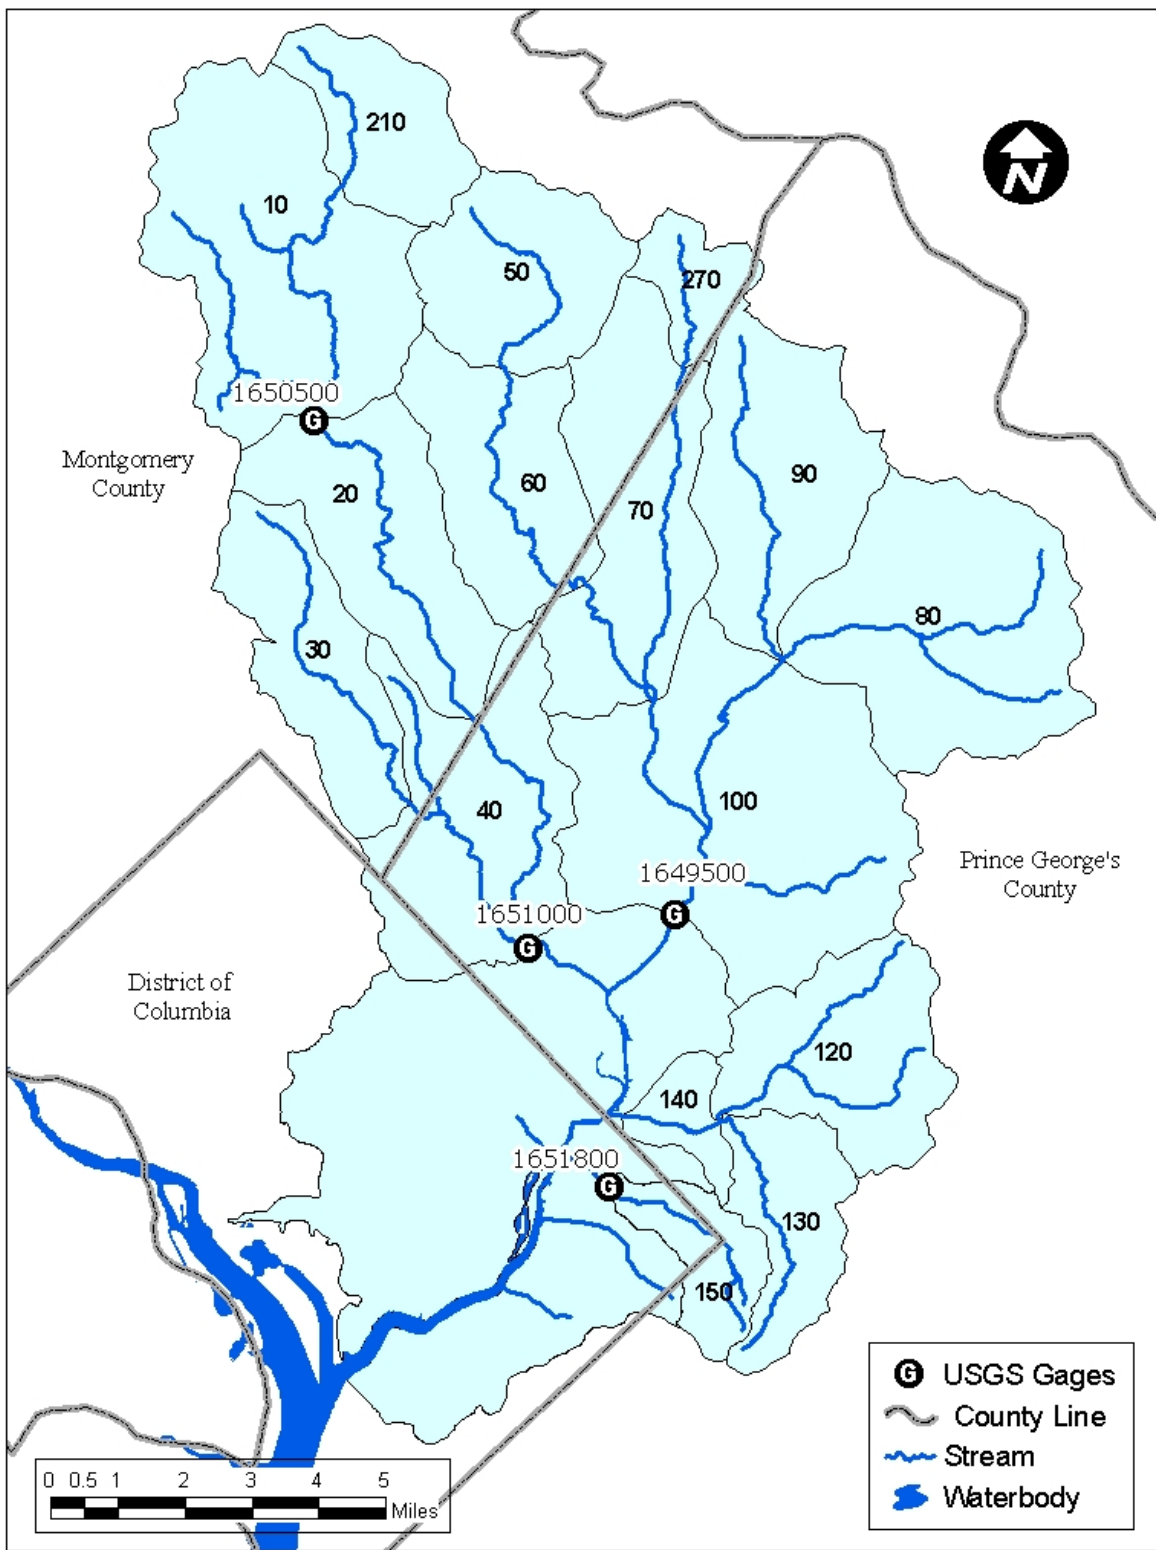 210
N
10
50
270
1650500
Montgomery
County
20
60
70
90
30
80
40
100
1649500
Prince George's
County
1651000
District of
Columbia
120
140
1651800
130
150
G USGS Gages
County Line
Stream
Waterbody
0 0.5 1 2 3 4 5
Miles
G
G
G
G